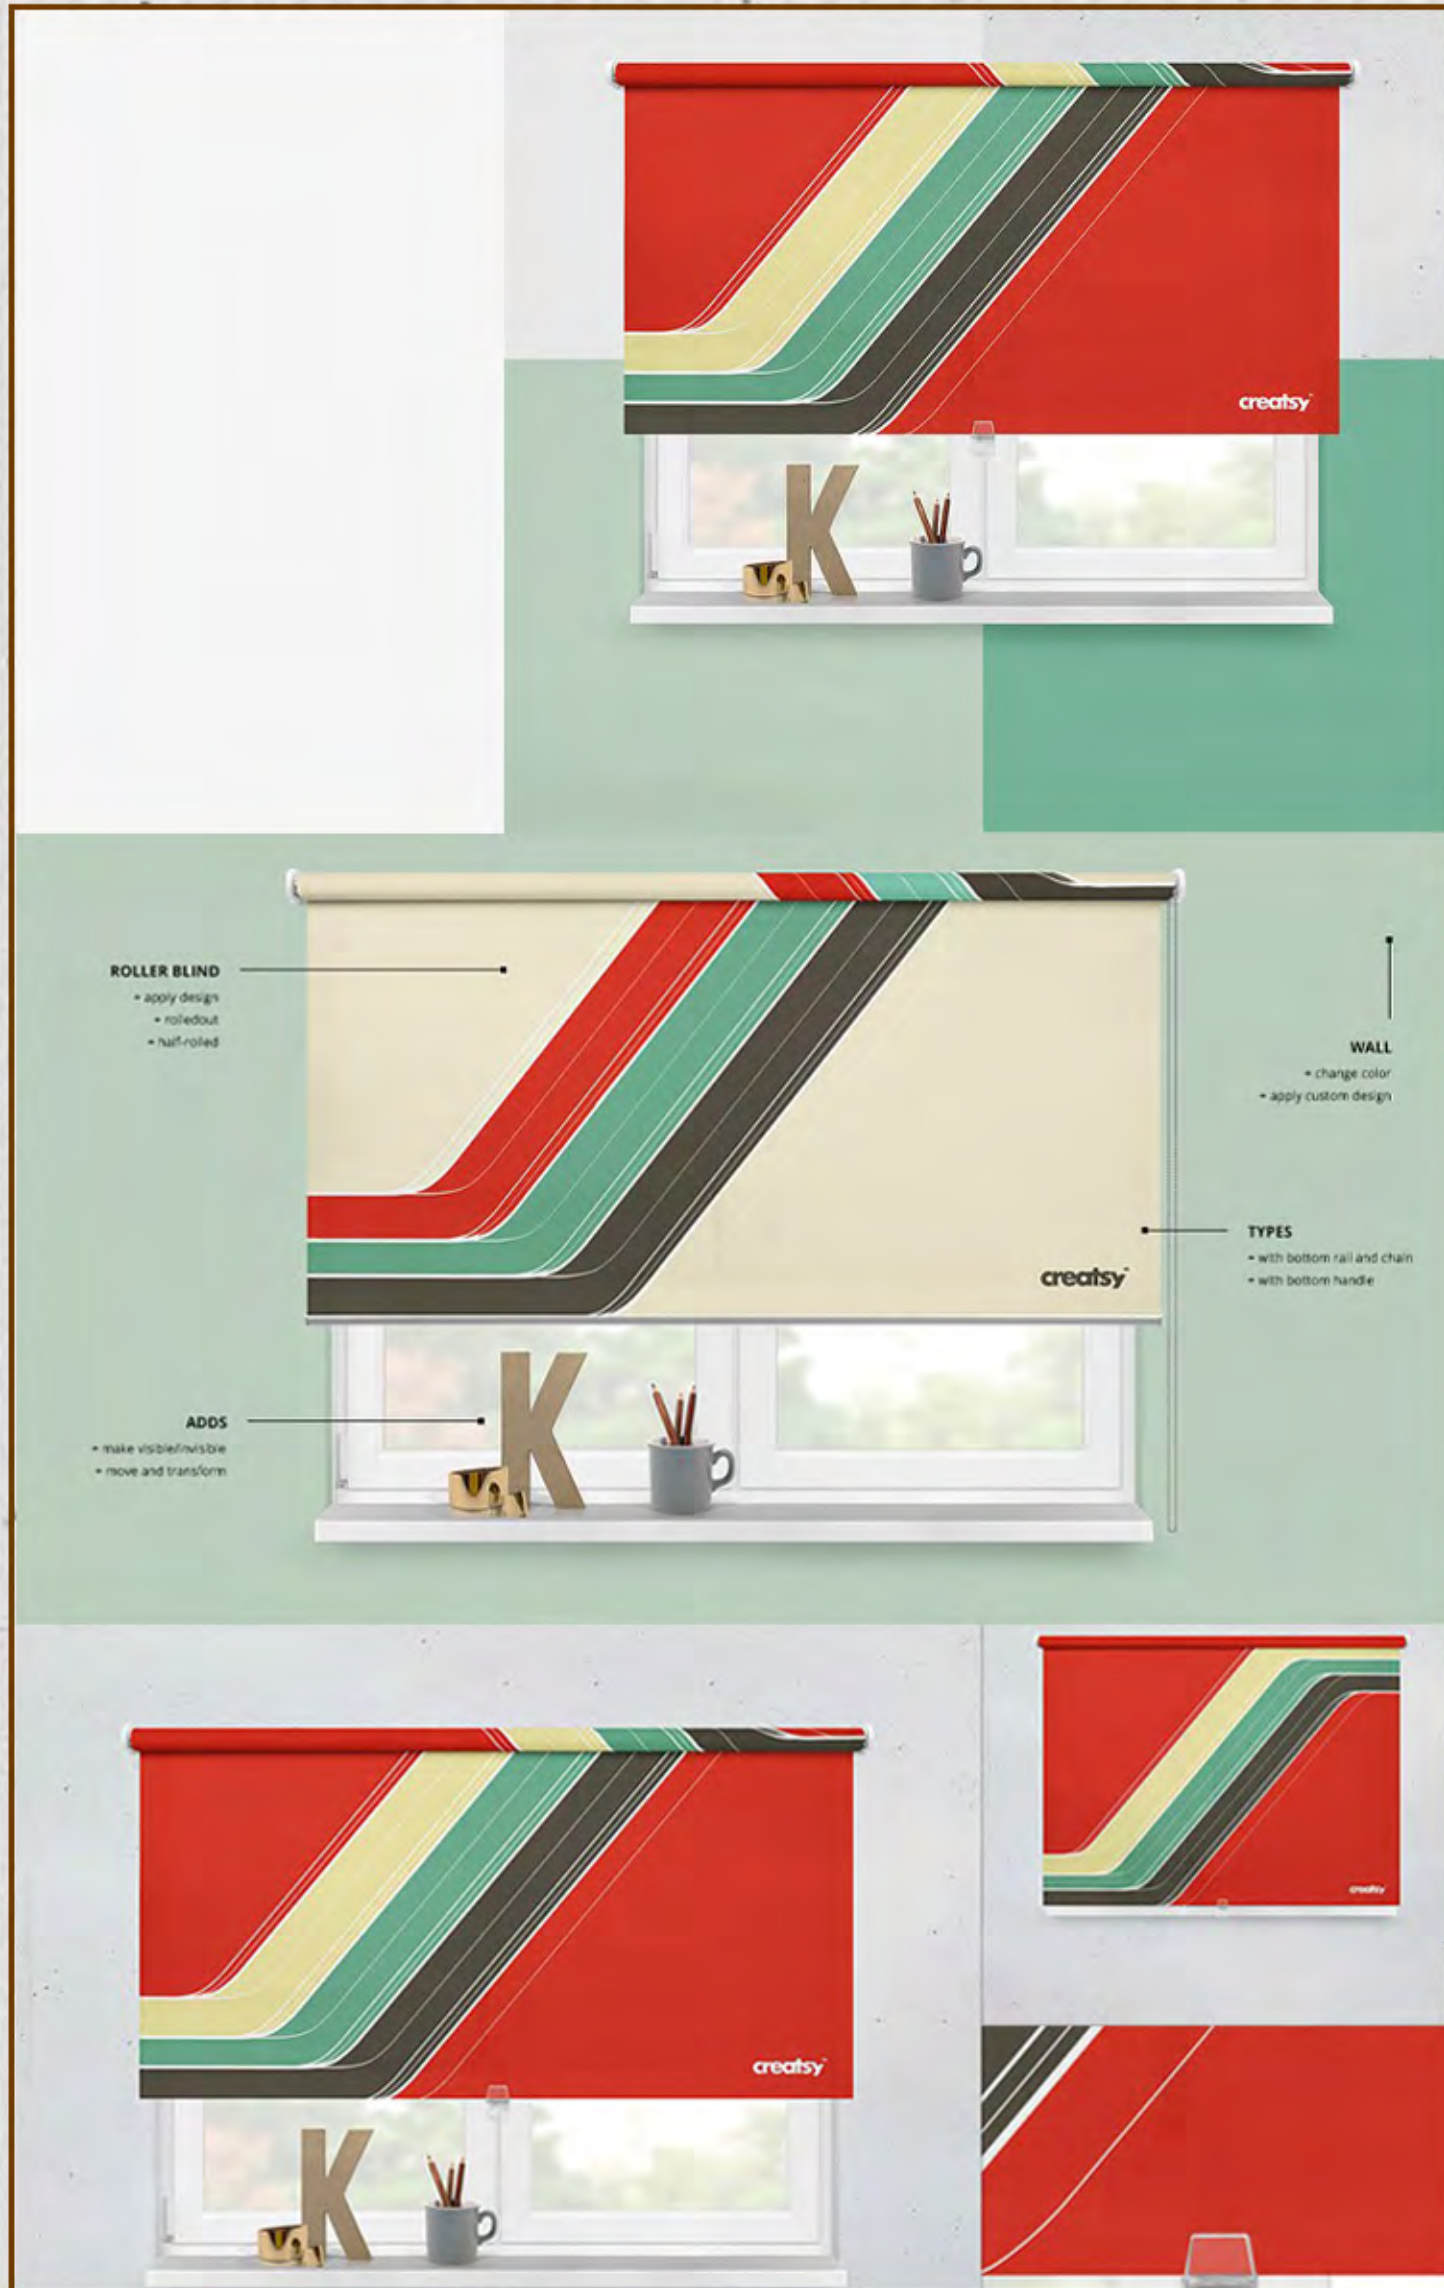 creatsy
ROLLER BLIND
• apply design
• rolledout
• half-rolled
WALL
• change color
• apply custom design
TYPES
• with bottom rail and chain
• with bottom handle
creatsy
K
ADDS
• make visible/invisible
• move and transform
K
creatsy
creatsy
K